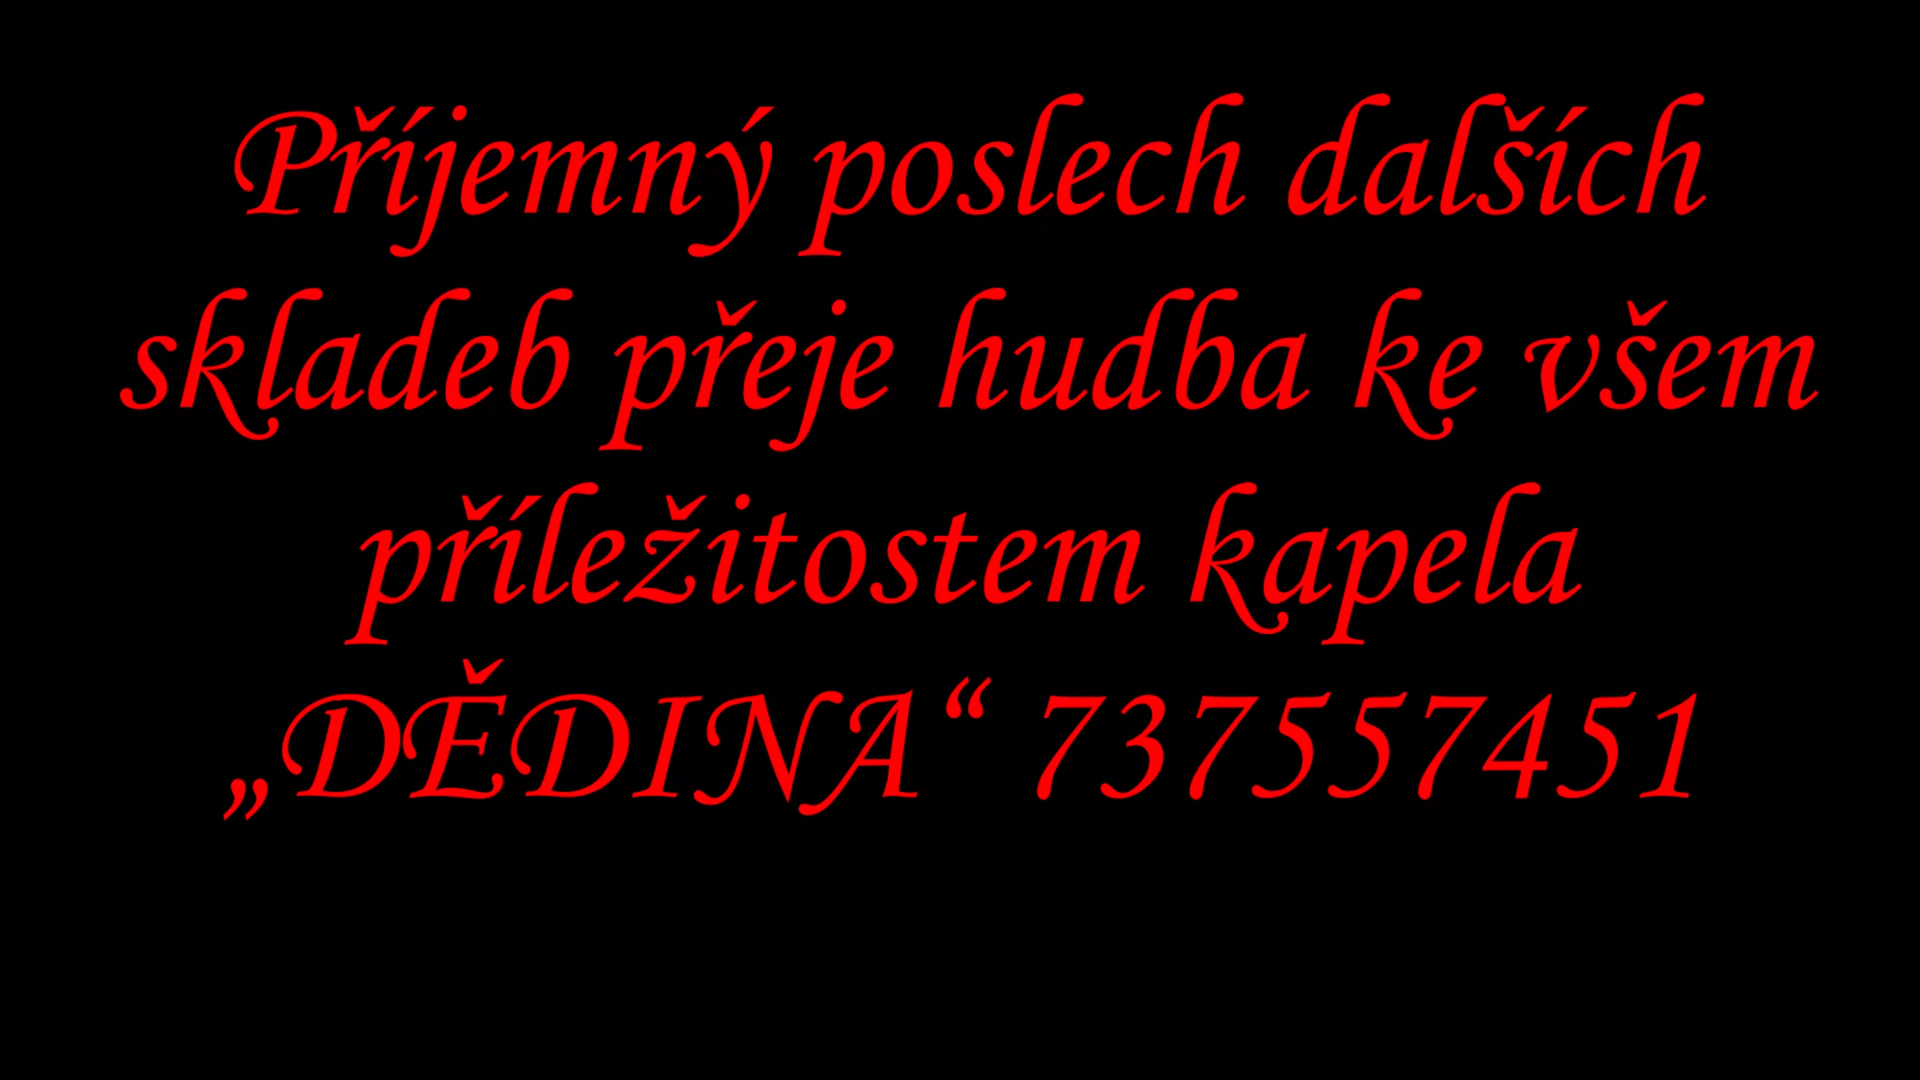 Příjemný poslech dalších
skladeb přeje hudba ke všem
příležitostem kapela
„DĚDINA“ 737557451